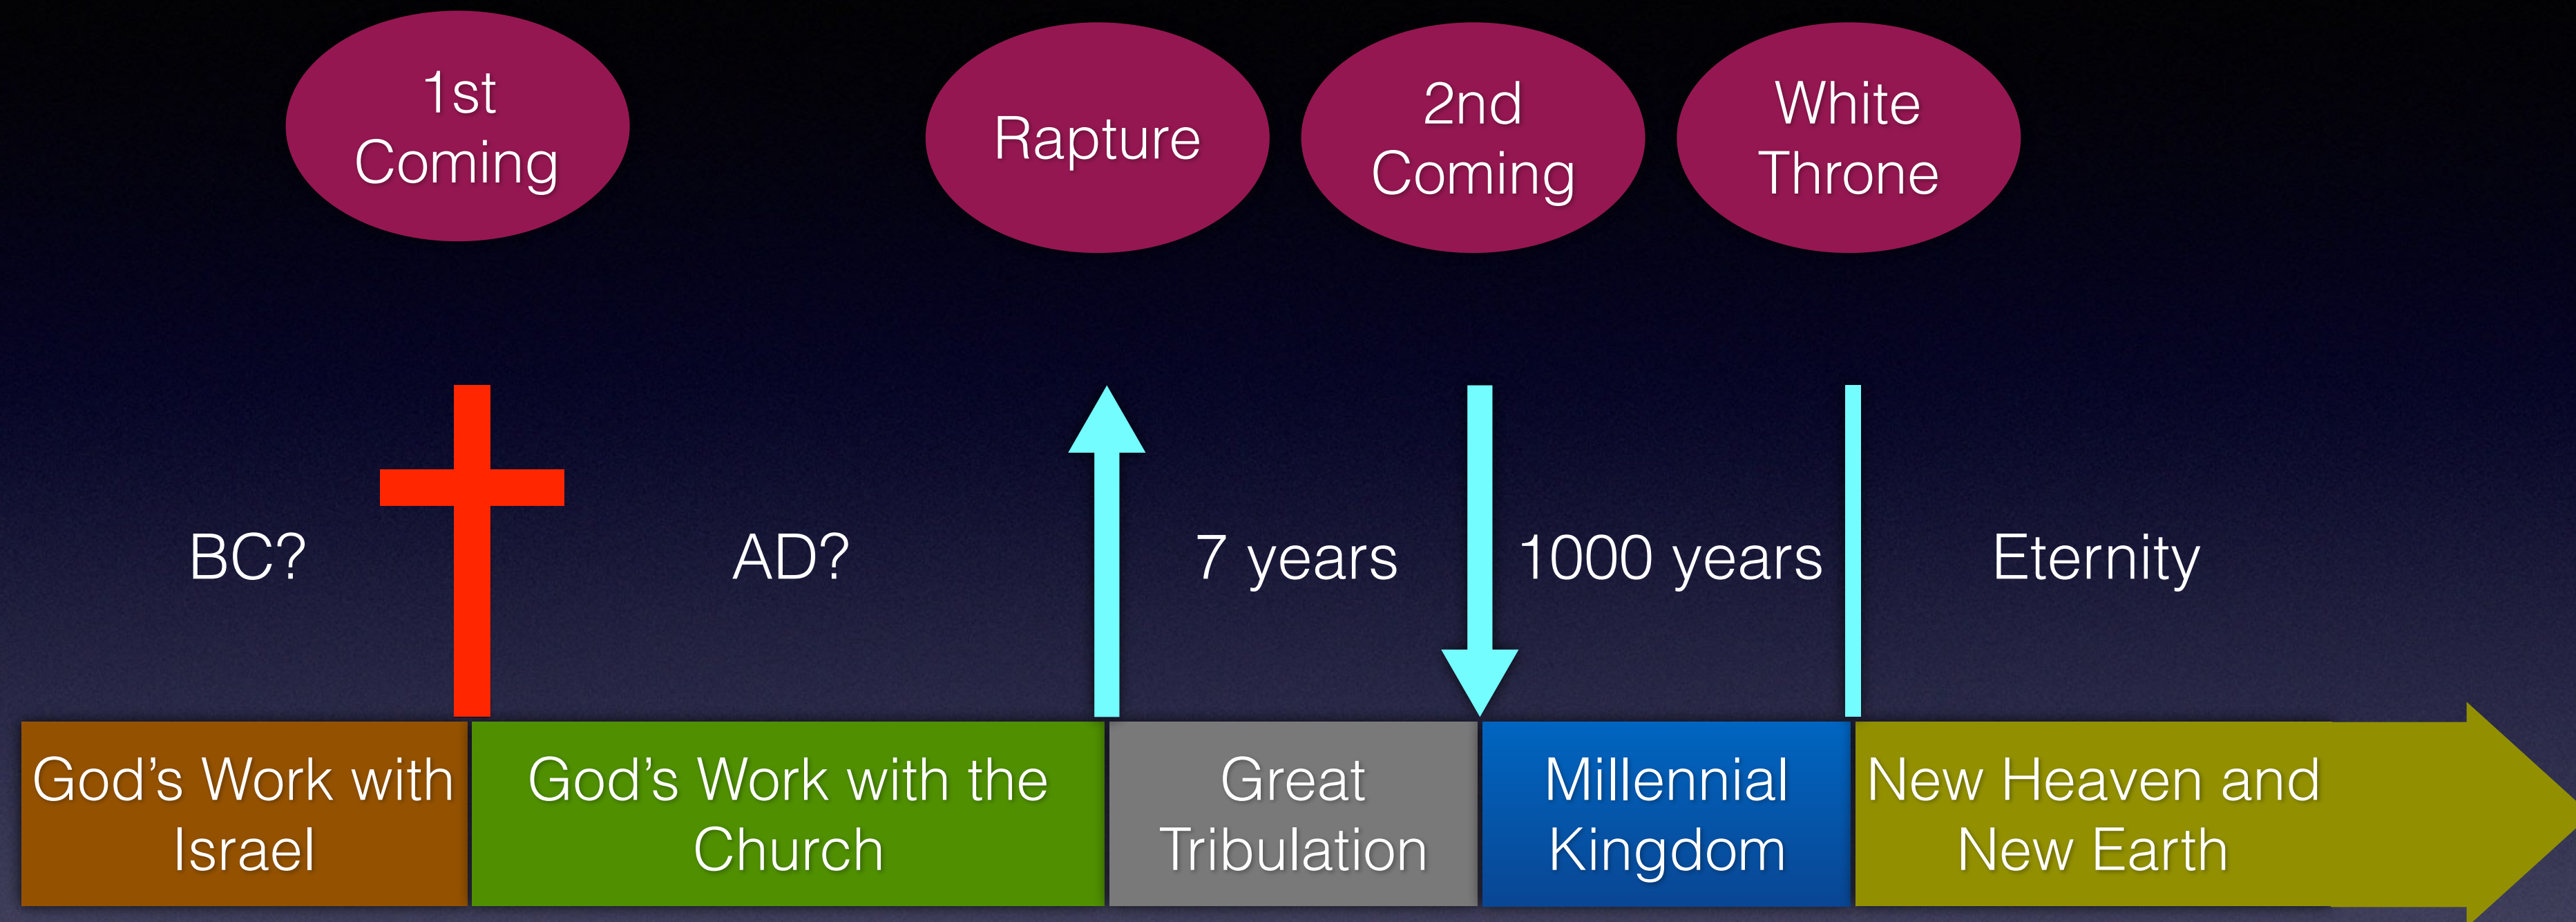 1st
Coming
Rapture
2nd
Coming
White
Throne
BC?
AD?
7 years
1000 years
Eternity
God’s Work with
Israel
God’s Work with the
Church
Great
Tribulation
Millennial
Kingdom
New Heaven and
New Earth